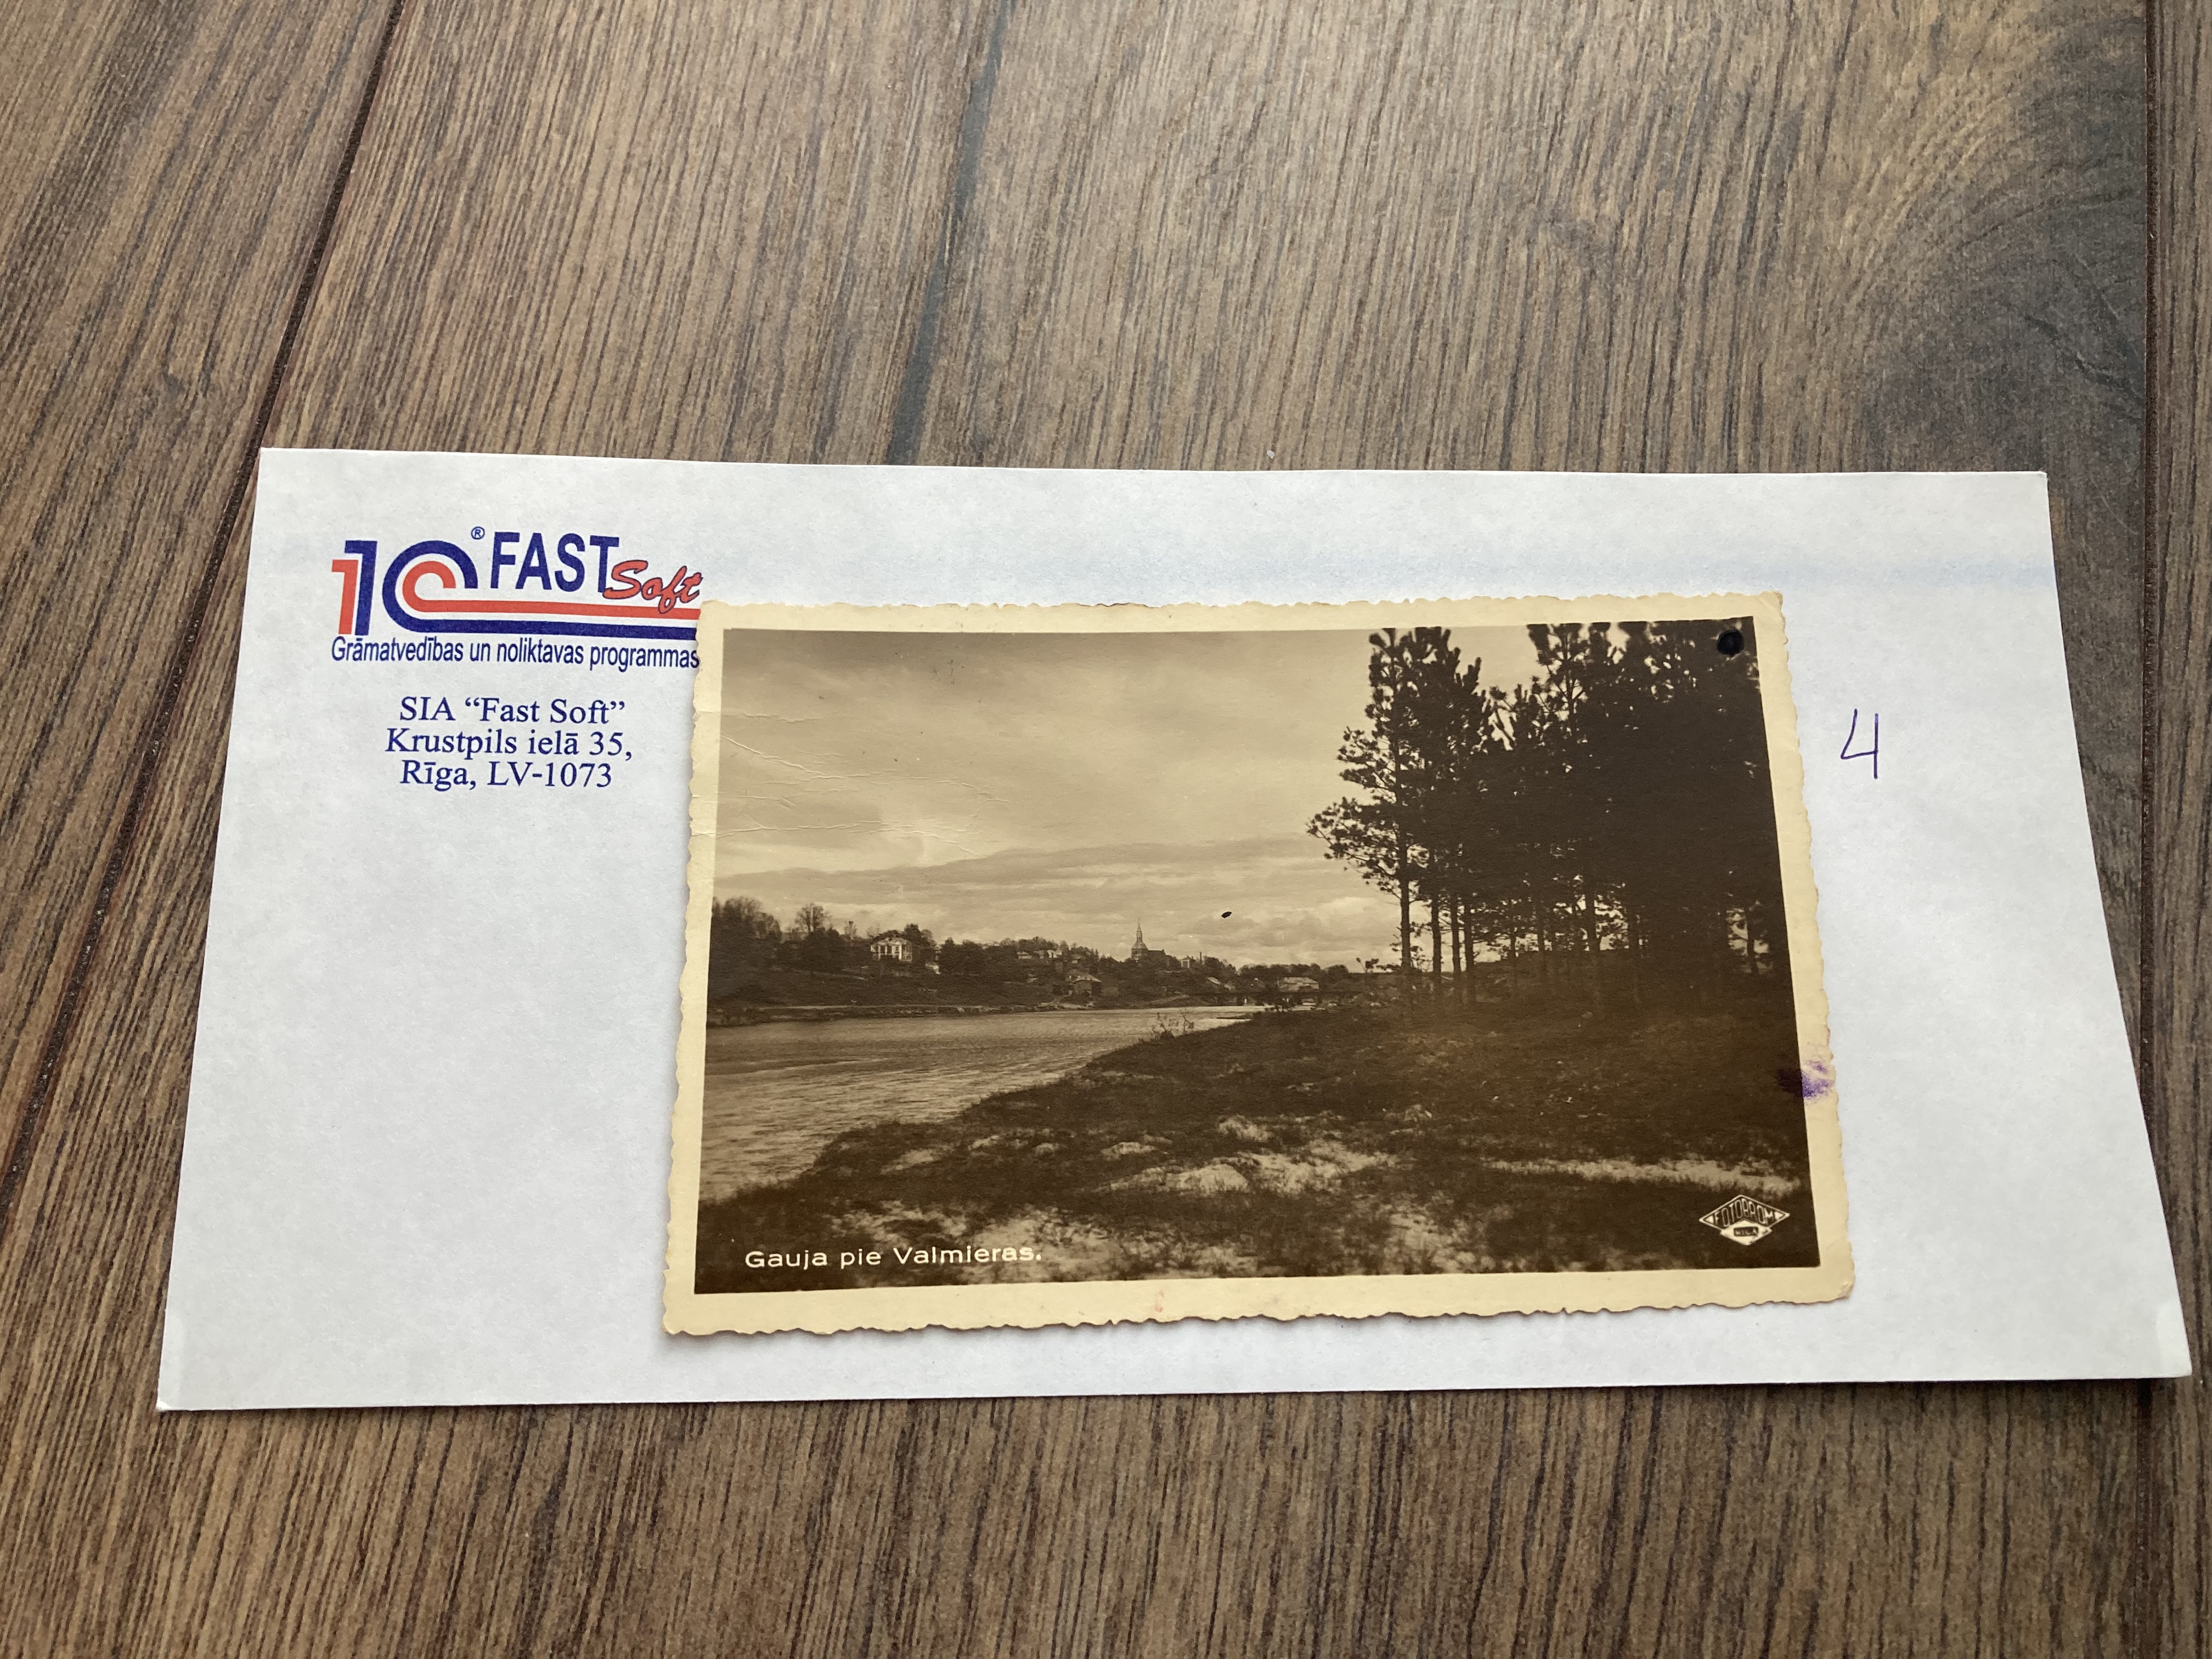 1C® FAST Soft
Grāmatvedības un noliktavas programmas
SIA “Fast Soft”
Krustpils ielā 35,
Rīga, LV-1073
4
Gauja pie Valmieras.
FOTOPROM
RIGA